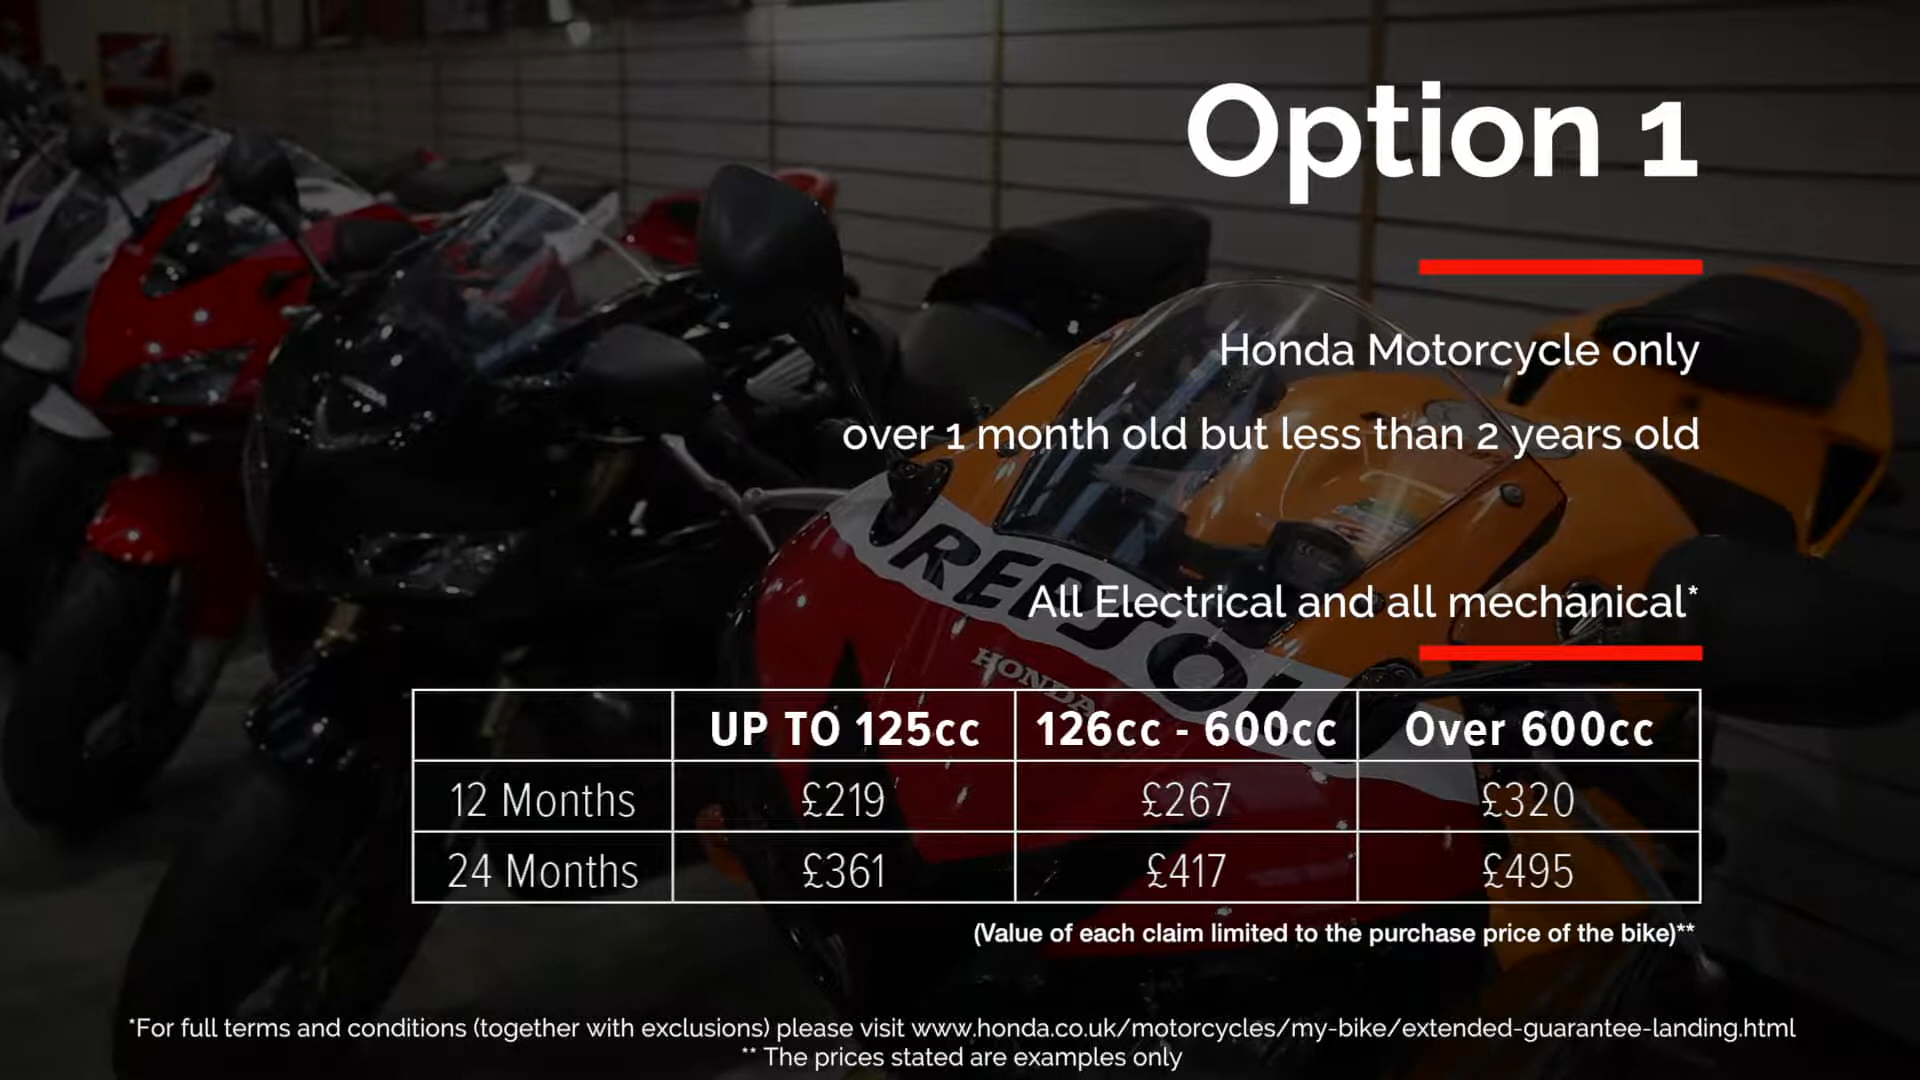 Option 1
Honda Motorcycle only
over 1 month old but less than 2 years old
All Electrical and all mechanical*
REPSOL
HONDA
UP TO 125cc 126cc - 600cc Over 600cc
12 Months £219 £267 £320
24 Months £361 £417 £495
(Value of each claim limited to the purchase price of the bike)**
*For full terms and conditions (together with exclusions) please visit www.honda.co.uk/motorcycles/my-bike/extended-guarantee-landing.html
** The prices stated are examples only